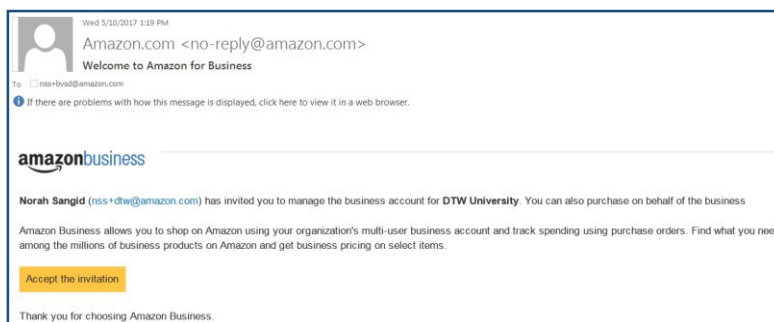 Wed 5/10/2017 1:19 PM
Amazon.com <no-reply@amazon.com>
Welcome to Amazon for Business
To nss+bvsd@amazon.com
If there are problems with how this message is displayed, click here to view it in a web browser.
amazonbusiness
Norah Sangid (nss+dtw@amazon.com) has invited you to manage the business account for DTW University. You can also purchase on behalf of the business
Amazon Business allows you to shop on Amazon using your organization's multi-user business account and track spending using purchase orders. Find what you nee
among the millions of business products on Amazon and get business pricing on select items.
Accept the invitation
Thank you for choosing Amazon Business.